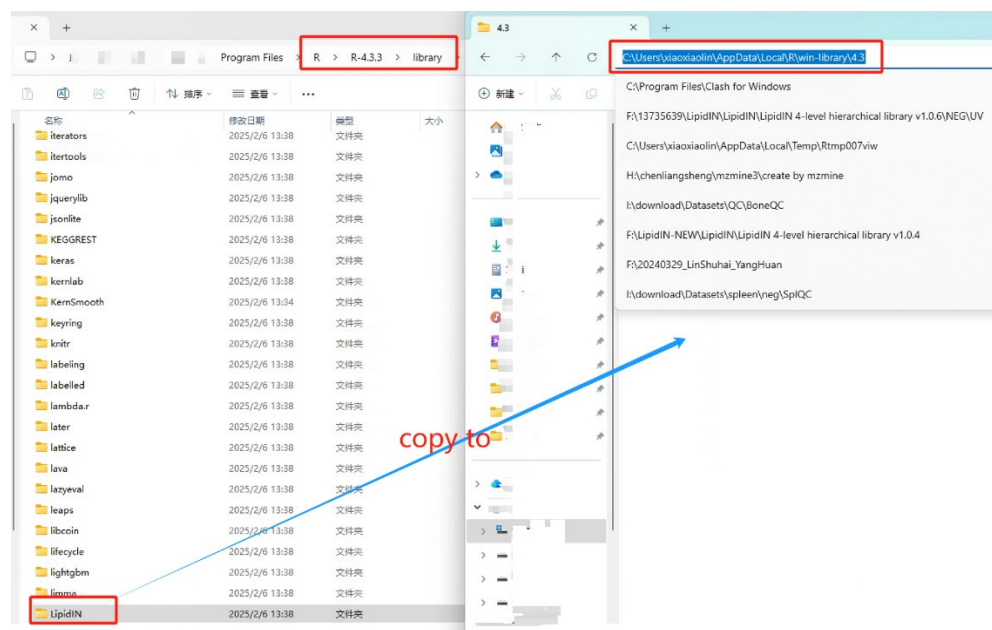 4.3
Program Files > R > R-4.3.3 > library
C:\Users\xiaoxiaolin\AppData\Local\R\win-library\4.3
排序 查看 ...
新建
C:\Program Files\Clash for Windows
名称 修改日期 类型 大小
iterators 2025/2/6 13:38 文件夹
F:\13735639\LipidIN\LipidIN\LipidIN 4-level hierarchical library v1.0.6\NEG\UV
itertools 2025/2/6 13:38 文件夹
C:\Users\xiaoxiaolin\AppData\Local\Temp\Rtmp007viw
jomo 2025/2/6 13:38 文件夹
H:\chenliangsheng\mzmine3\create by mzmine
jquerylib 2025/2/6 13:38 文件夹
I:\download\Datasets\QC\BoneQC
jsonlite 2025/2/6 13:38 文件夹
F:\LipidIN-NEW\LipidIN\LipidIN 4-level hierarchical library v1.0.4
KEGGREST 2025/2/6 13:38 文件夹
keras 2025/2/6 13:38 文件夹
F:\20240329_LinShuhai_YangHuan
kernlab 2025/2/6 13:38 文件夹
I:\download\Datasets\spleen\neg\SplQC
KernSmooth 2025/2/6 13:34 文件夹
keyring 2025/2/6 13:38 文件夹
knitr 2025/2/6 13:38 文件夹
labeling 2025/2/6 13:38 文件夹
labelled 2025/2/6 13:38 文件夹
lambda.r 2025/2/6 13:38 文件夹
later 2025/2/6 13:38 文件夹
copy to
lattice 2025/2/6 13:38 文件夹
lava 2025/2/6 13:38 文件夹
lazyeval 2025/2/6 13:38 文件夹
leaps 2025/2/6 13:38 文件夹
libcoin 2025/2/6 13:38 文件夹
lifecycle 2025/2/6 13:38 文件夹
lightgbm 2025/2/6 13:38 文件夹
limma 2025/2/6 13:38 文件夹
LipidIN 2025/2/6 13:38 文件夹